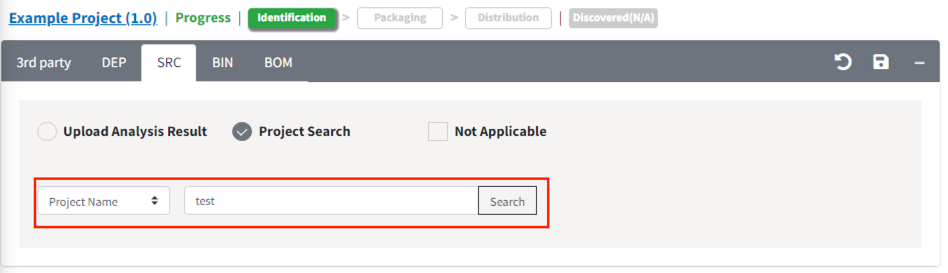 Example Project (1.0) | Progress | Identification > Packaging > Distribution | Discovered(N/A)
3rd party DEP SRC BIN BOM
Upload Analysis Result Project Search Not Applicable
Project Name test Search